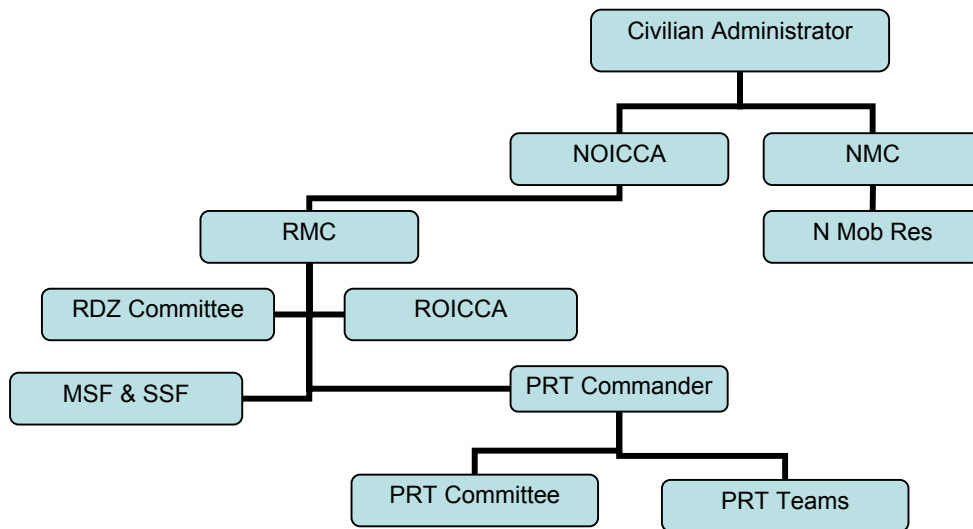 Civilian Administrator
NOICCA
NMC
RMC
N Mob Res
RDZ Committee
ROICCA
MSF & SSF
PRT Commander
PRT Committee
PRT Teams